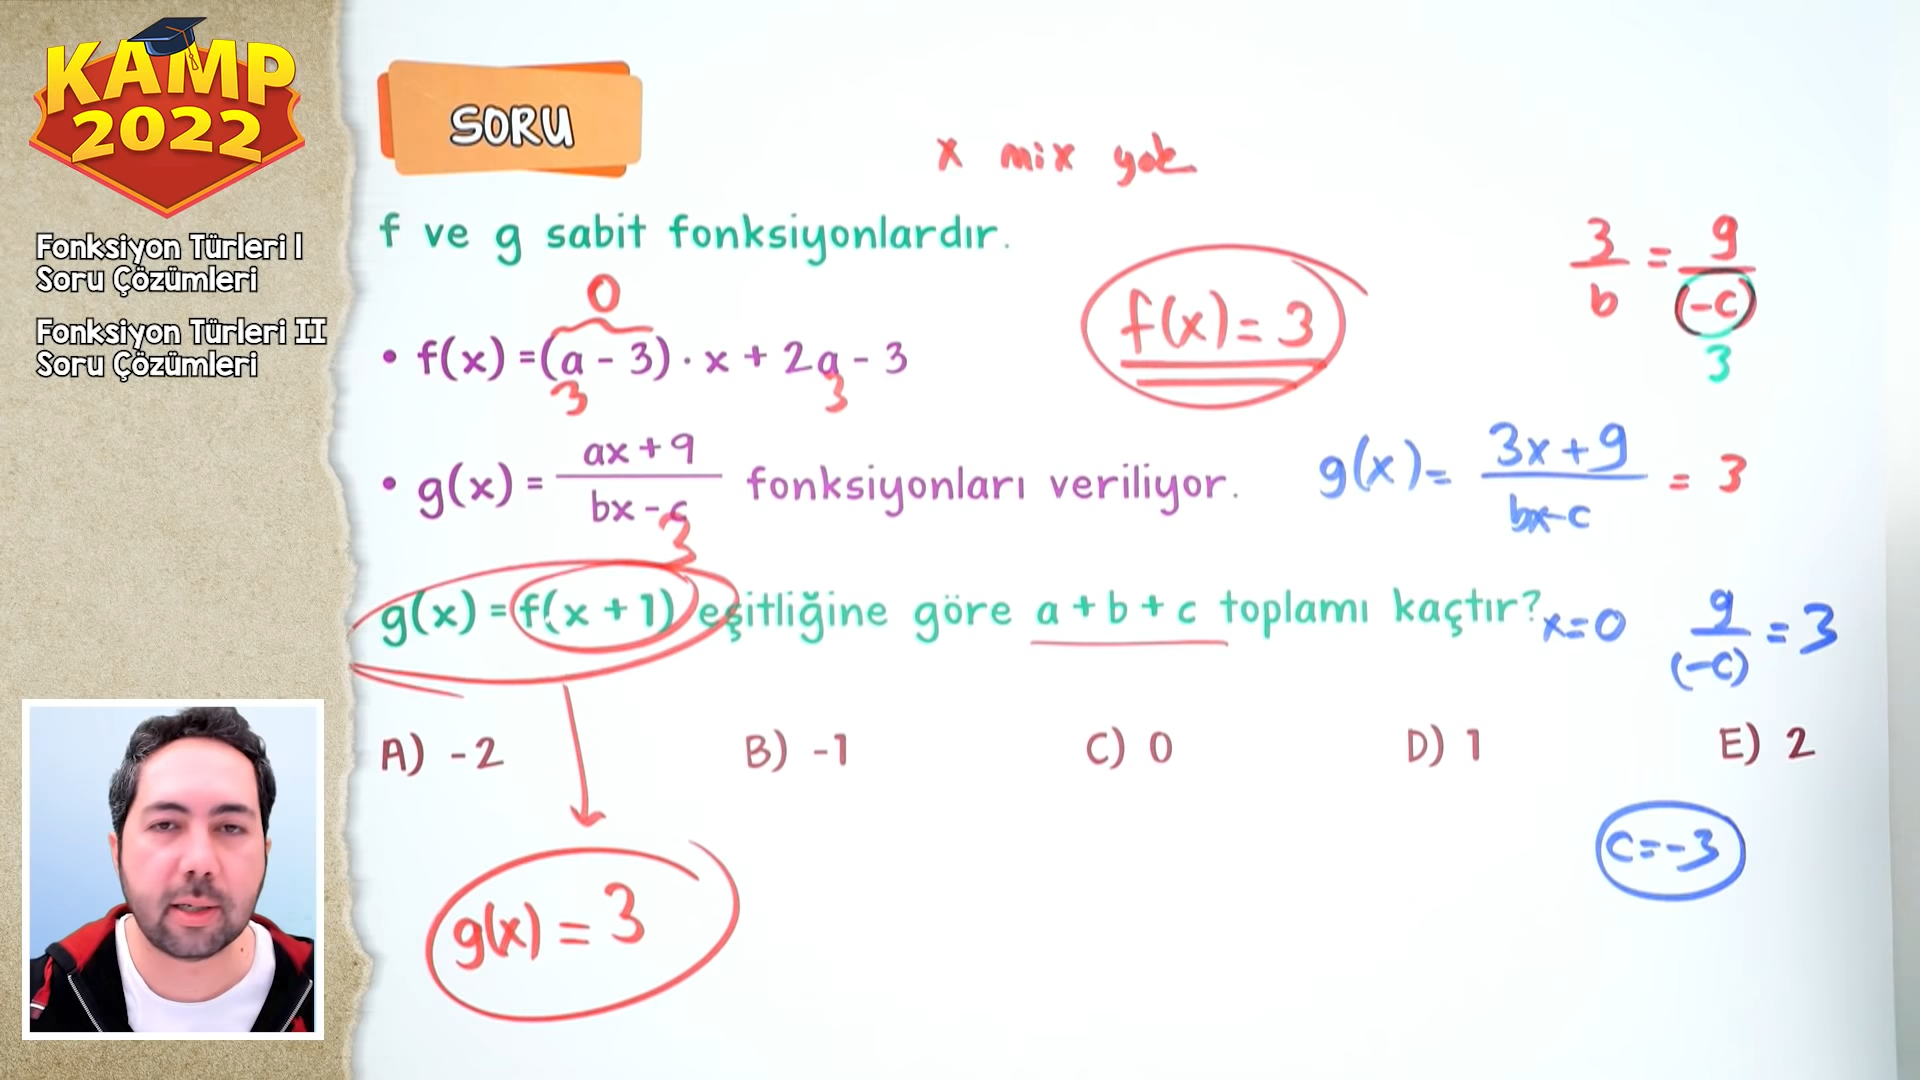 KAMP
2022
Fonksiyon Türleri I
Soru Çözümleri
Fonksiyon Türleri II
Soru Çözümleri
SORU
x mix yok
f ve g sabit fonksiyonlardır.
0
• f(x) = (a - 3) · x + 2a - 3
3 3
f(x) = 3
3/b = 9/(-c)
3
• g(x) = (ax + 9)/(bx - c) fonksiyonları veriliyor.
g(x) = (3x + 9)/(bx - c) = 3
3
g(x) = f(x + 1) eşitliğine göre a + b + c toplamı kaçtır?
x=0 9/(-c) = 3
A) -2 B) -1 C) 0 D) 1 E) 2
c = -3
g(x) = 3